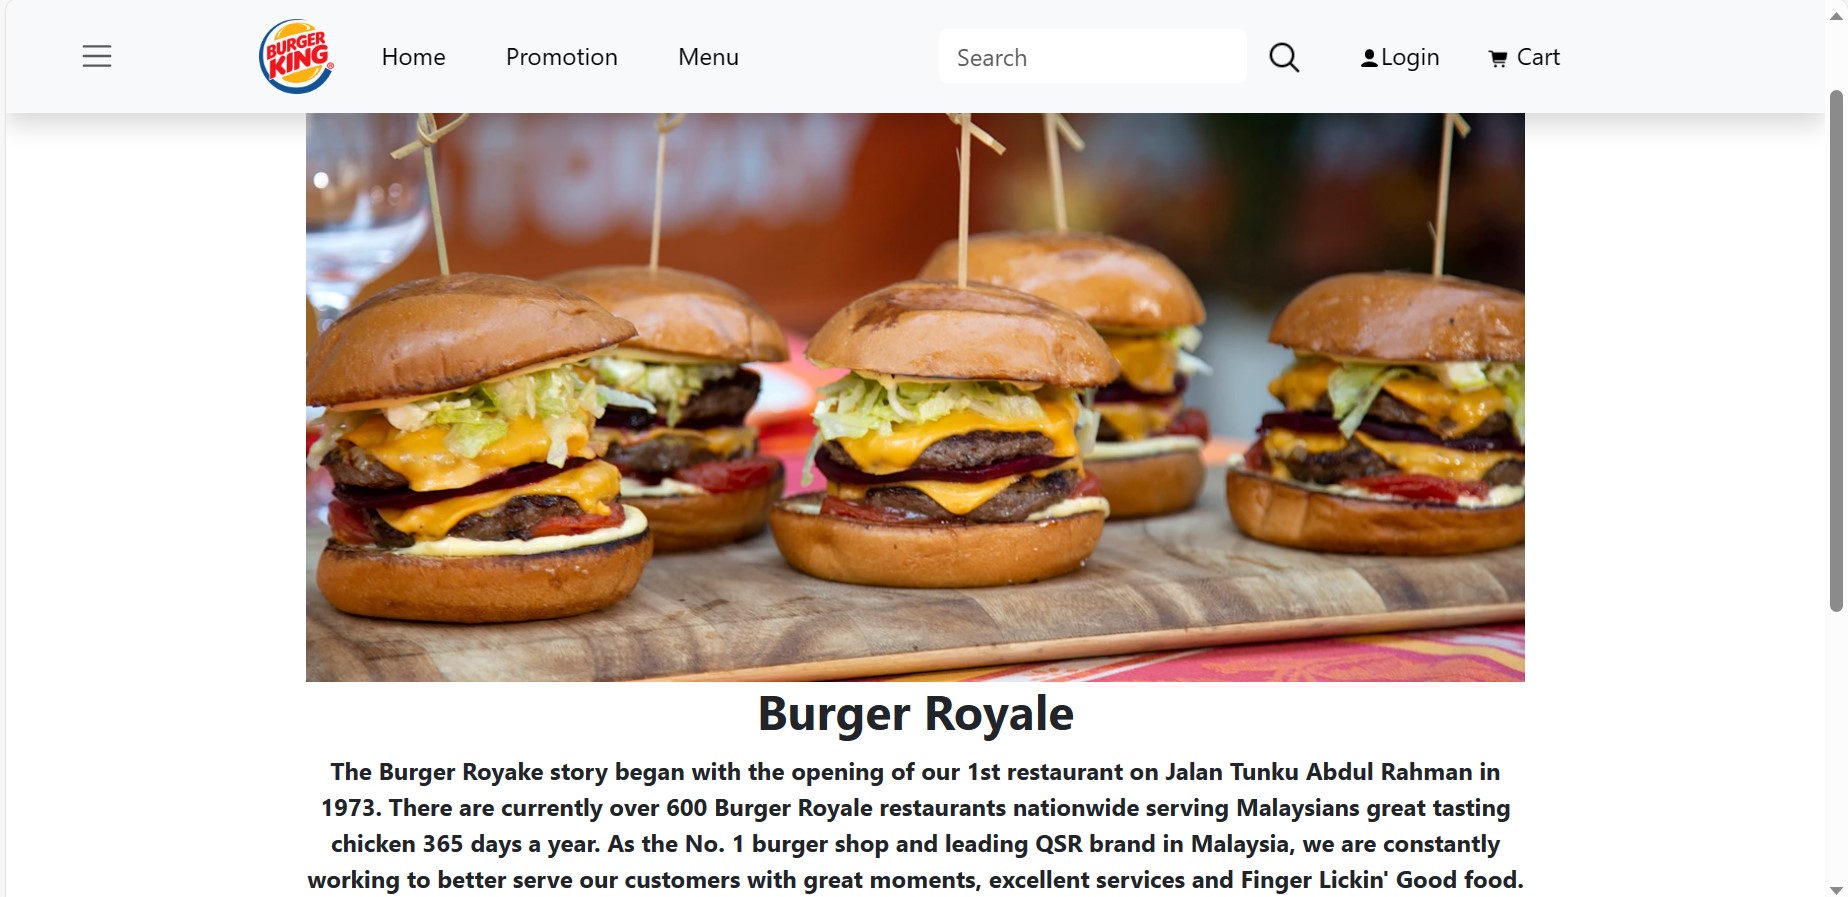 BURGER
KING
Home
Promotion
Menu
Search
Login
Cart
Burger Royale
The Burger Royake story began with the opening of our 1st restaurant on Jalan Tunku Abdul Rahman in
1973. There are currently over 600 Burger Royale restaurants nationwide serving Malaysians great tasting
chicken 365 days a year. As the No. 1 burger shop and leading QSR brand in Malaysia, we are constantly
working to better serve our customers with great moments, excellent services and Finger Lickin' Good food.